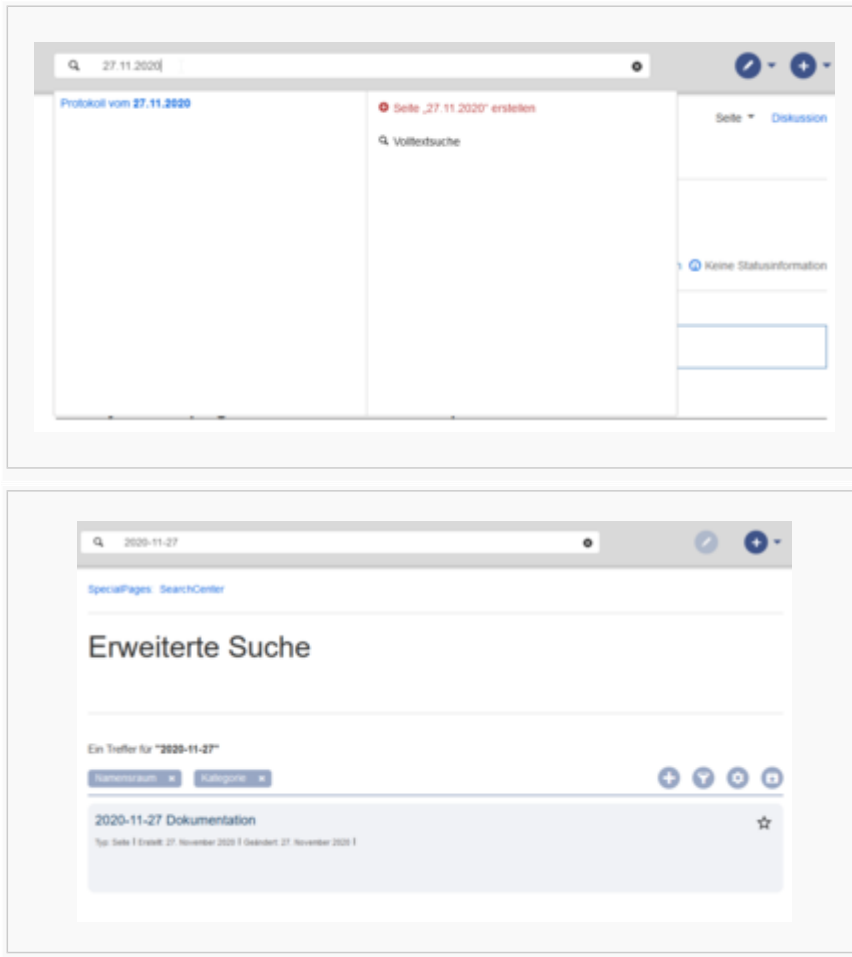 27.11.2020
Protokoll vom 27.11.2020
Seite „27.11.2020" erstellen
Volltextsuche
Seite
Diskussion
Keine Statusinformation
2020-11-27
SpecialPages: SearchCenter
Erweiterte Suche
Ein Treffer für "2020-11-27"
Namensraum ×
Kategorie ×
2020-11-27 Dokumentation
Typ: Seite | Erstellt: 27. November 2020 | Geändert: 27. November 2020 |